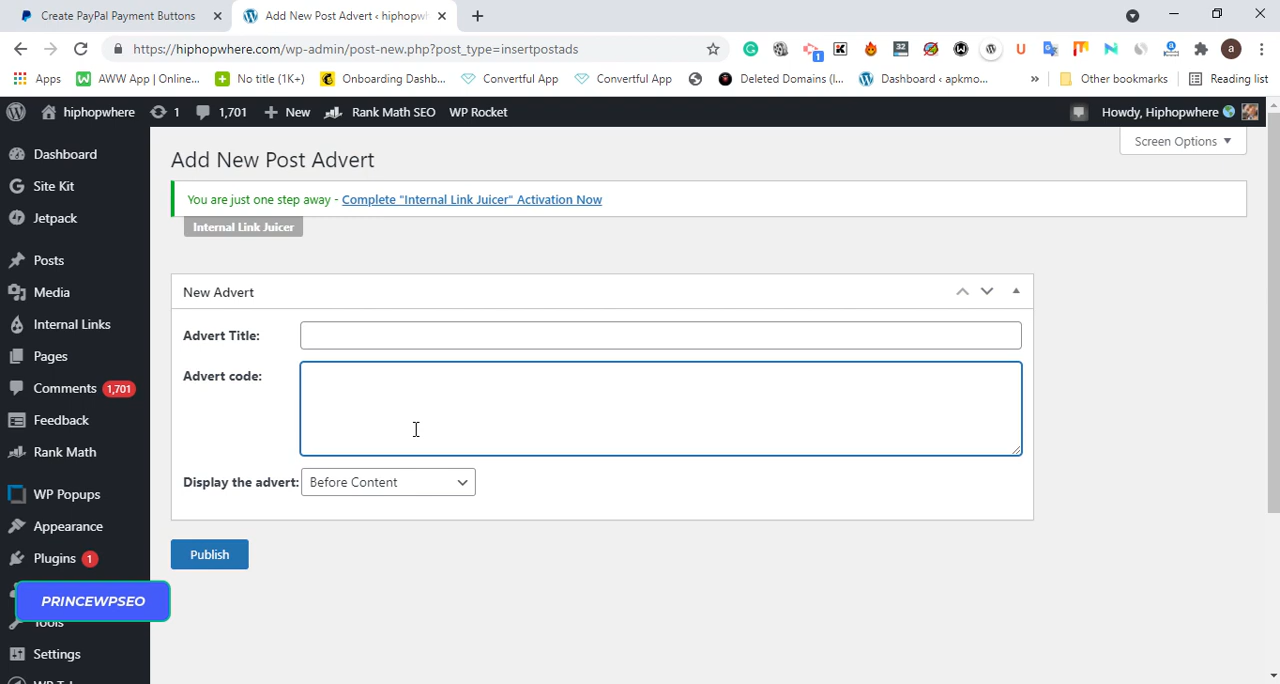 Create PayPal Payment Buttons
Add New Post Advert ‹ hiphopwh
https://hiphopwhere.com/wp-admin/post-new.php?post_type=insertpostads
Apps
AWW App | Online...
No title (1K+)
Onboarding Dashb...
Convertful App
Convertful App
Deleted Domains (I...
Dashboard ‹ apkmo...
»
Other bookmarks
Reading list
hiphopwhere
1
1,701
New
Rank Math SEO
WP Rocket
Howdy, Hiphopwhere
Screen Options
Dashboard
Site Kit
Jetpack
Posts
Media
Internal Links
Pages
Comments 1,701
Feedback
Rank Math
WP Popups
Appearance
Plugins 1
PRINCEWPSEO
Tools
Settings
Add New Post Advert
You are just one step away - Complete "Internal Link Juicer" Activation Now
Internal Link Juicer
New Advert
Advert Title:
Advert code:
Display the advert: Before Content
Publish